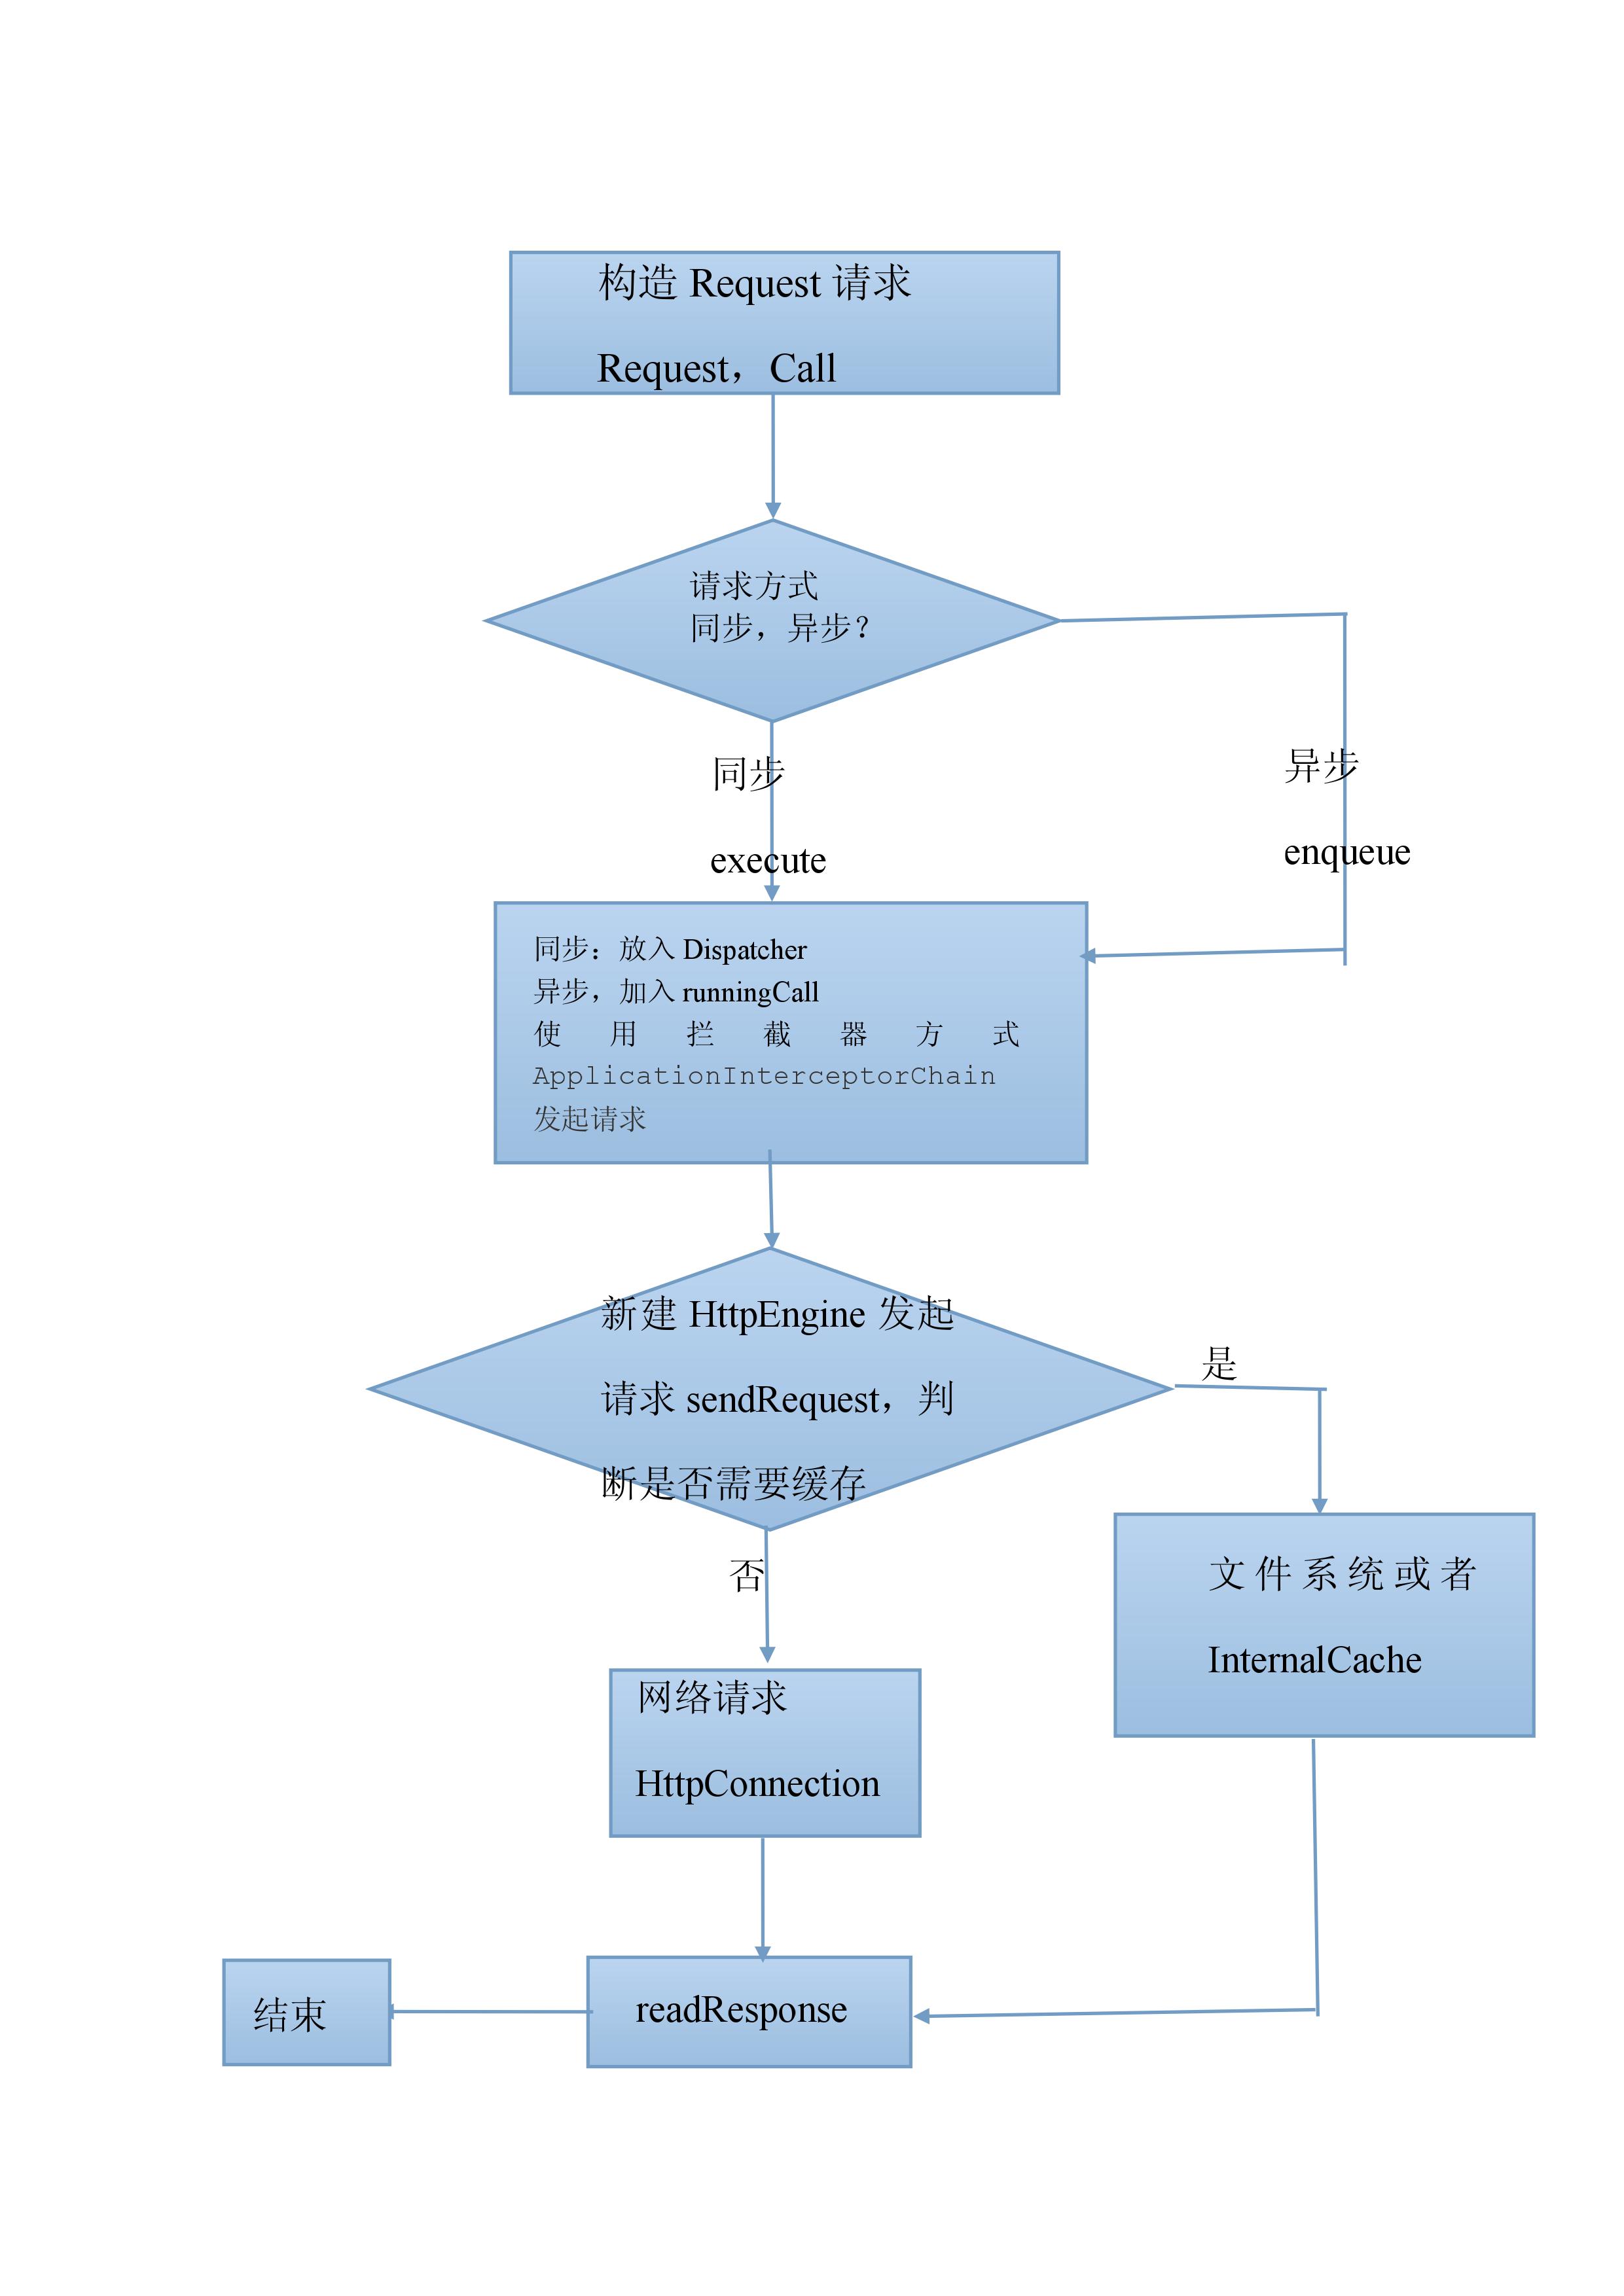 构造 Request 请求
Request，Call
请求方式
同步，异步？
同步
execute
异步
enqueue
同步：放入 Dispatcher
异步，加入 runningCall
使用拦截器方式
ApplicationInterceptorChain
发起请求
新建 HttpEngine 发起
请求 sendRequest，判
断是否需要缓存
是
否
文件系统或者
InternalCache
网络请求
HttpConnection
readResponse
结束